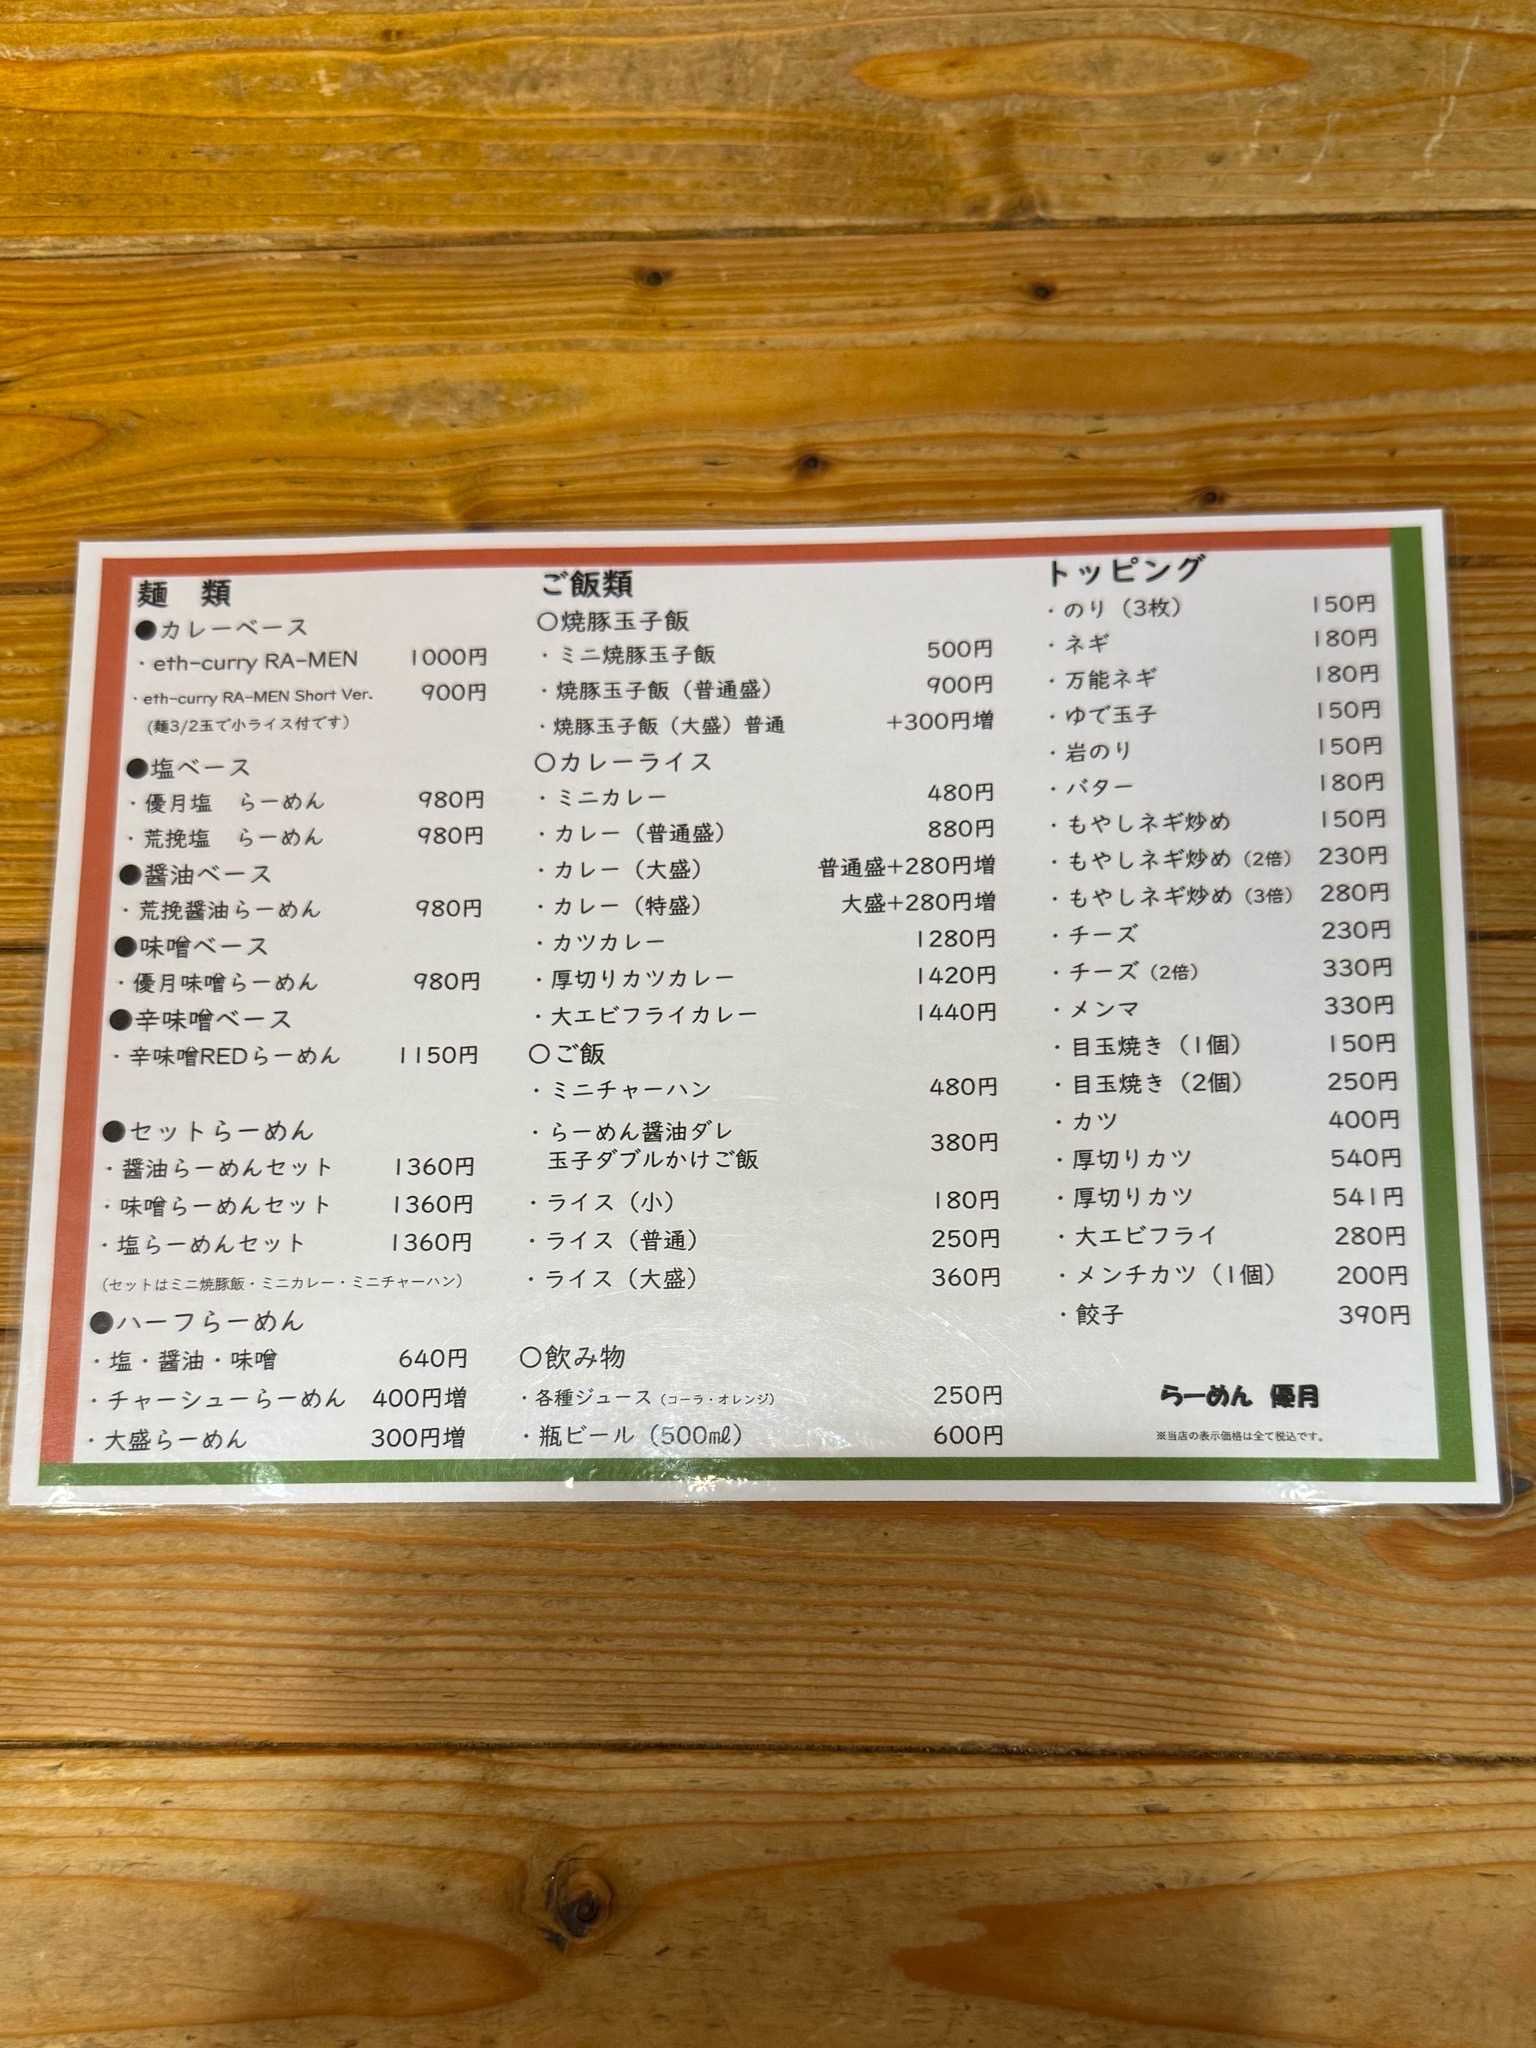 麺　類
●カレーベース
・eth-curry RA-MEN 1000円
・eth-curry RA-MEN Short Ver. 900円
(麺3/2玉で小ライス付です）
●塩ベース
・優月塩　らーめん 980円
・荒挽塩　らーめん 980円
●醤油ベース
・荒挽醤油らーめん 980円
●味噌ベース
・優月味噌らーめん 980円
●辛味噌ベース
・辛味噌REDらーめん 1150円
●セットらーめん
・醤油らーめんセット 1360円
・味噌らーめんセット 1360円
・塩らーめんセット 1360円
（セットはミニ焼豚飯・ミニカレー・ミニチャーハン）
●ハーフらーめん
・塩・醤油・味噌 640円
・チャーシューらーめん 400円増
・大盛らーめん 300円増
ご飯類
○焼豚玉子飯
・ミニ焼豚玉子飯 500円
・焼豚玉子飯（普通盛） 900円
・焼豚玉子飯（大盛）普通 +300円増
○カレーライス
・ミニカレー 480円
・カレー（普通盛） 880円
・カレー（大盛） 普通盛+280円増
・カレー（特盛） 大盛+280円増
・カツカレー 1280円
・厚切りカツカレー 1420円
・大エビフライカレー 1440円
○ご飯
・ミニチャーハン 480円
・らーめん醤油ダレ
玉子ダブルかけご飯 380円
・ライス（小） 180円
・ライス（普通） 250円
・ライス（大盛） 360円
○飲み物
・各種ジュース（コーラ・オレンジ） 250円
・瓶ビール（500㎖） 600円
トッピング
・のり（3枚） 150円
・ネギ 180円
・万能ネギ 180円
・ゆで玉子 150円
・岩のり 150円
・バター 180円
・もやしネギ炒め 150円
・もやしネギ炒め（2倍） 230円
・もやしネギ炒め（3倍） 280円
・チーズ 230円
・チーズ（2倍） 330円
・メンマ 330円
・目玉焼き（1個） 150円
・目玉焼き（2個） 250円
・カツ 400円
・厚切りカツ 540円
・厚切りカツ 541円
・大エビフライ 280円
・メンチカツ（1個） 200円
・餃子 390円
らーめん　優月
※当店の表示価格は全て税込です。